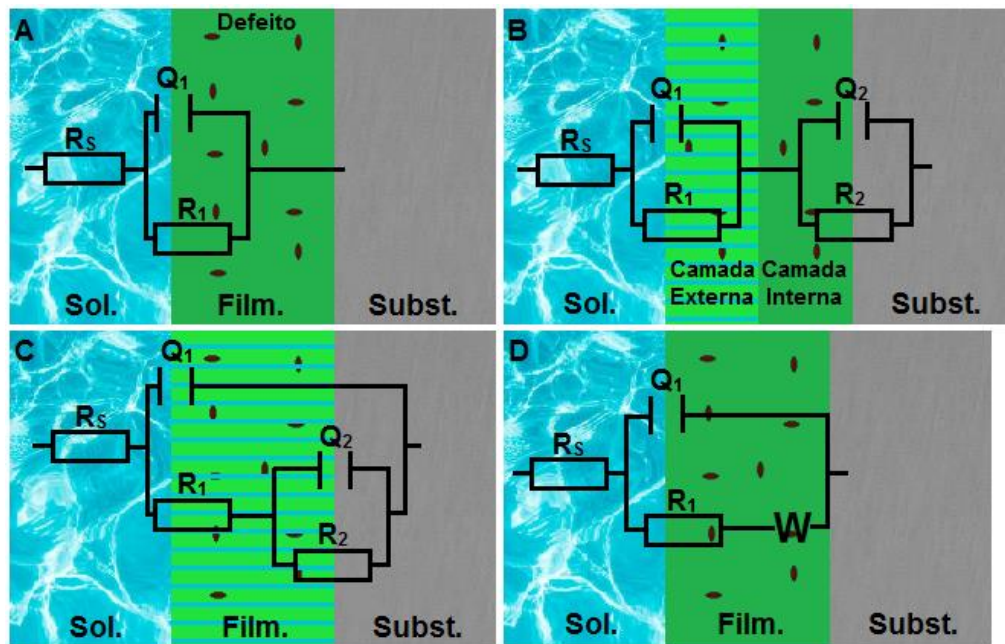 A
Defeito
Q1
RS
R1
Sol.
Film.
Subst.
B
Q1
Q2
RS
R1
R2
Camada
Externa
Camada
Interna
Sol.
Subst.
C
Q1
RS
Q2
R1
R2
Sol.
Film.
Subst.
D
Q1
RS
R1
W
Sol.
Film.
Subst.